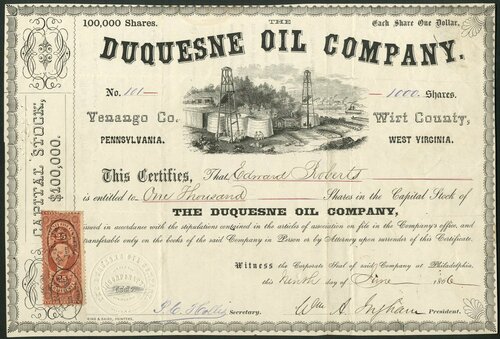 100,000 Shares. THE Each Share One Dollar.
DUQUESNE OIL COMPANY.
No. 101 1000 Shares.
Venango Co. Wirt County,
PENNSYLVANIA. WEST VIRGINIA.
This Certifies, That Edward Roberts
is entitled to One Thousand Shares in the Capital Stock of
THE DUQUESNE OIL COMPANY,
issued in accordance with the stipulations contained in the articles of association on file in the Company's office, and
transferable only on the books of the said Company in Person or by Attorney upon surrender of this Certificate.
Witness the Corporate Seal of said Company at Philadelphia,
this day of June 186
Secretary. Wm. A. Ingham President.
CAPITAL STOCK,
$100,000.